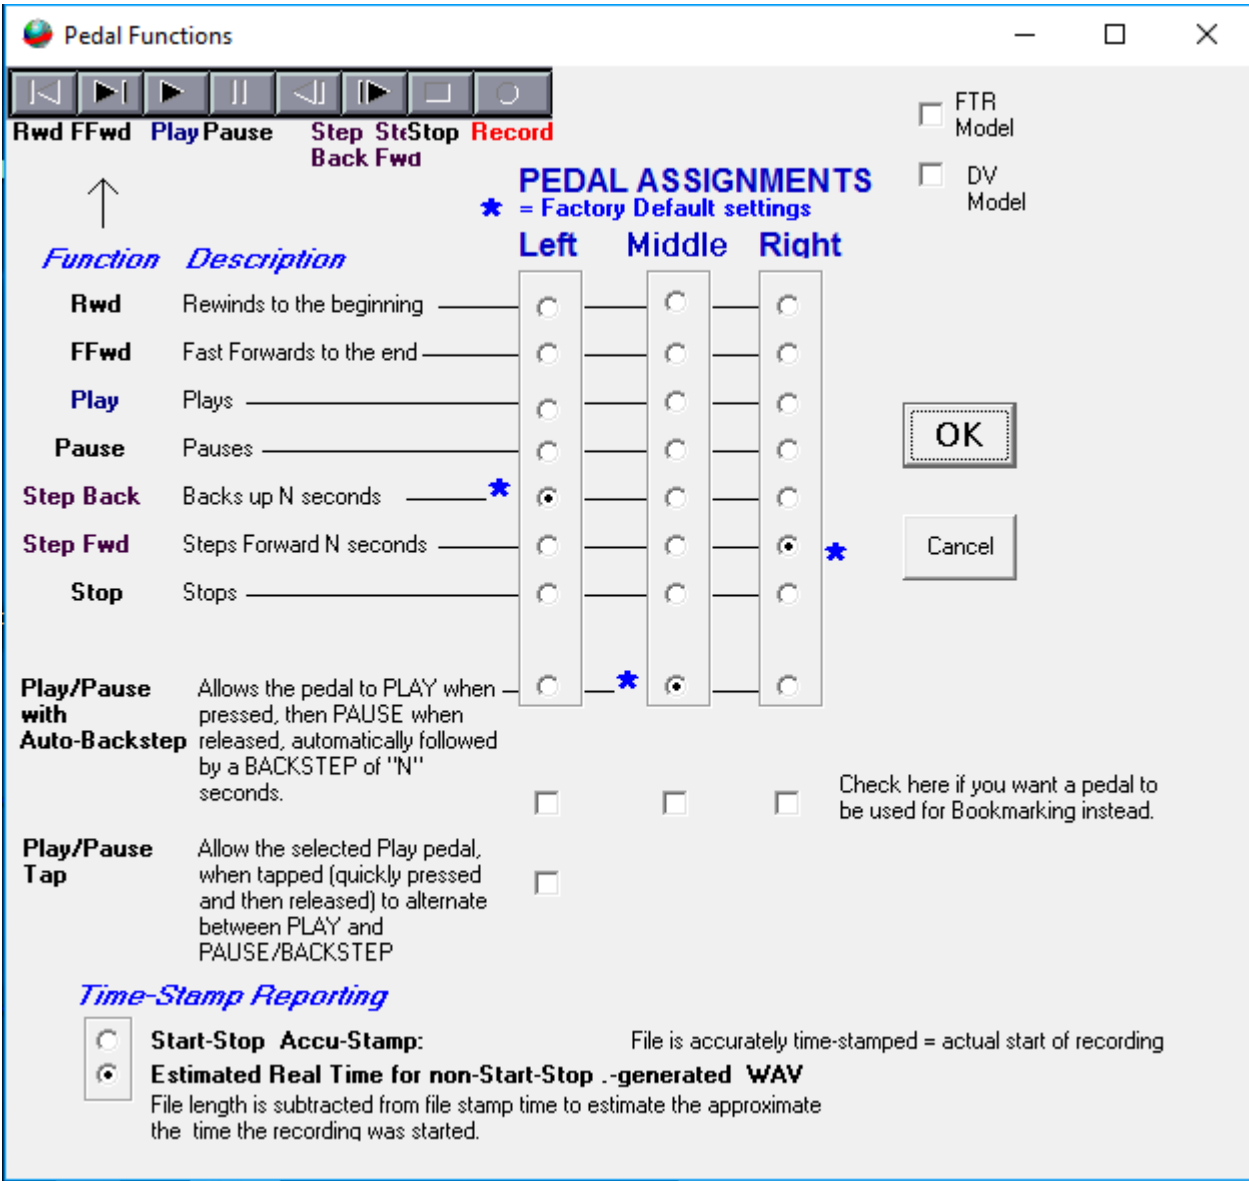 Pedal Functions
Rwd FFwd Play Pause Step Ste Stop Record
Back Fwd
FTR
Model
DV
Model
PEDAL ASSIGNMENTS
* = Factory Default settings
Left Middle Right
Function Description
Rwd Rewinds to the beginning
FFwd Fast Forwards to the end
Play Plays
Pause Pauses
Step Back Backs up N seconds *
Step Fwd Steps Forward N seconds *
Stop Stops
OK
Cancel
Play/Pause
with
Auto-Backstep
Allows the pedal to PLAY when *
pressed, then PAUSE when
released, automatically followed
by a BACKSTEP of "N"
seconds.
Check here if you want a pedal to
be used for Bookmarking instead.
Play/Pause
Tap
Allow the selected Play pedal,
when tapped (quickly pressed
and then released) to alternate
between PLAY and
PAUSE/BACKSTEP
Time-Stamp Reporting
Start-Stop Accu-Stamp: File is accurately time-stamped = actual start of recording
Estimated Real Time for non-Start-Stop .-generated WAV
File length is subtracted from file stamp time to estimate the approximate
the time the recording was started.